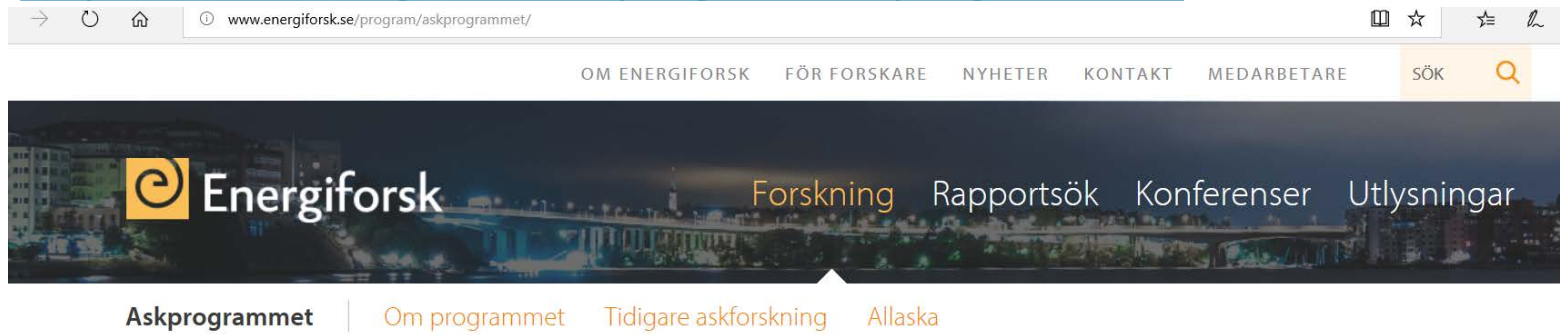 www.energiforsk.se/program/askprogrammet/
OM ENERGIFORSK FÖR FORSKARE NYHETER KONTAKT MEDARBETARE SÖK
Energiforsk Forskning Rapportsök Konferenser Utlysningar
Askprogrammet Om programmet Tidigare askforskning Allaska